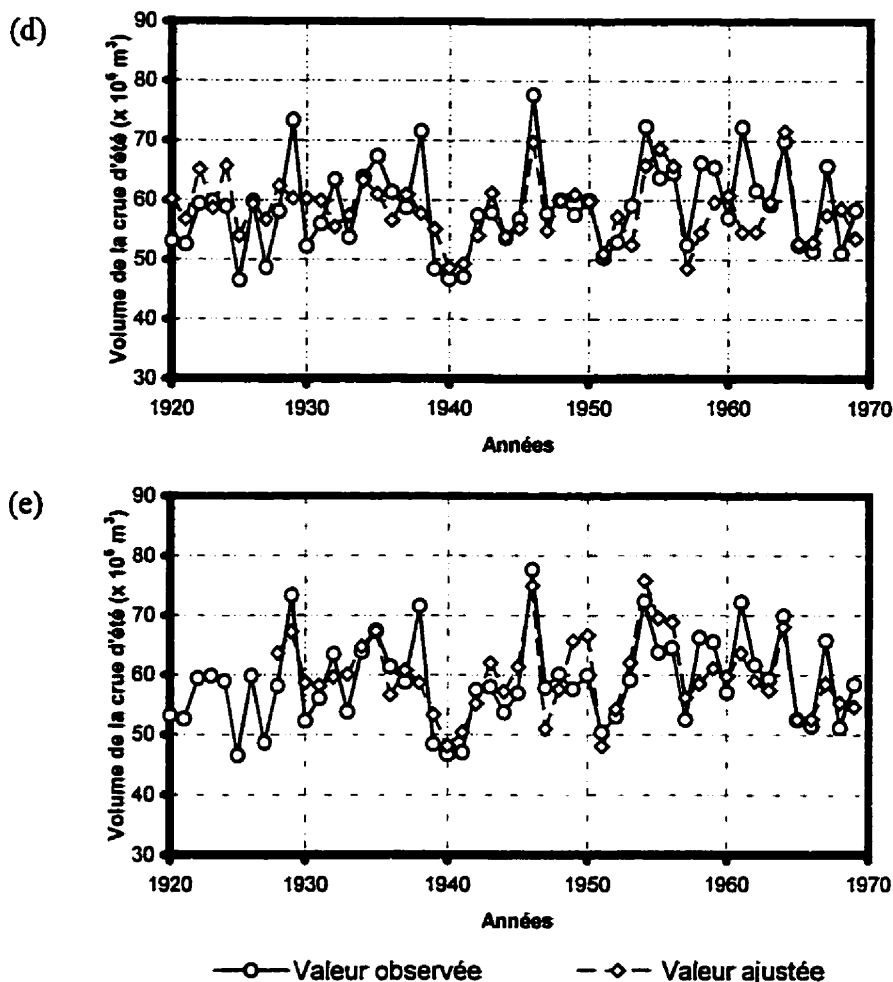 (d)
Volume de la crue d'été (x 10⁶ m³)
90
80
70
60
50
40
30
1920 1930 1940 1950 1960 1970
Années
(e)
Volume de la crue d'été (x 10⁶ m³)
90
80
70
60
50
40
30
1920 1930 1940 1950 1960 1970
Années
Valeur observée Valeur ajustée